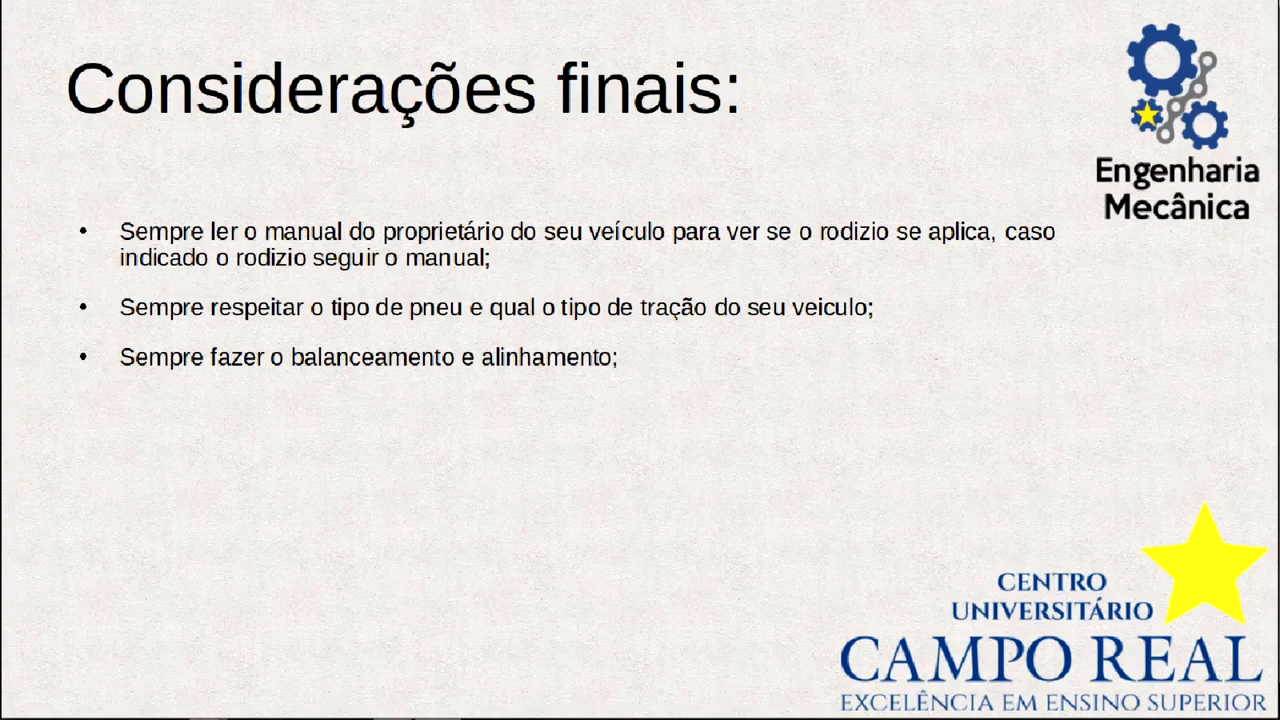 Considerações finais:
Engenharia
Mecânica
• Sempre ler o manual do proprietário do seu veículo para ver se o rodizio se aplica, caso
indicado o rodizio seguir o manual;
• Sempre respeitar o tipo de pneu e qual o tipo de tração do seu veiculo;
• Sempre fazer o balanceamento e alinhamento;
CENTRO
UNIVERSITÁRIO
CAMPO REAL
EXCELÊNCIA EM ENSINO SUPERIOR